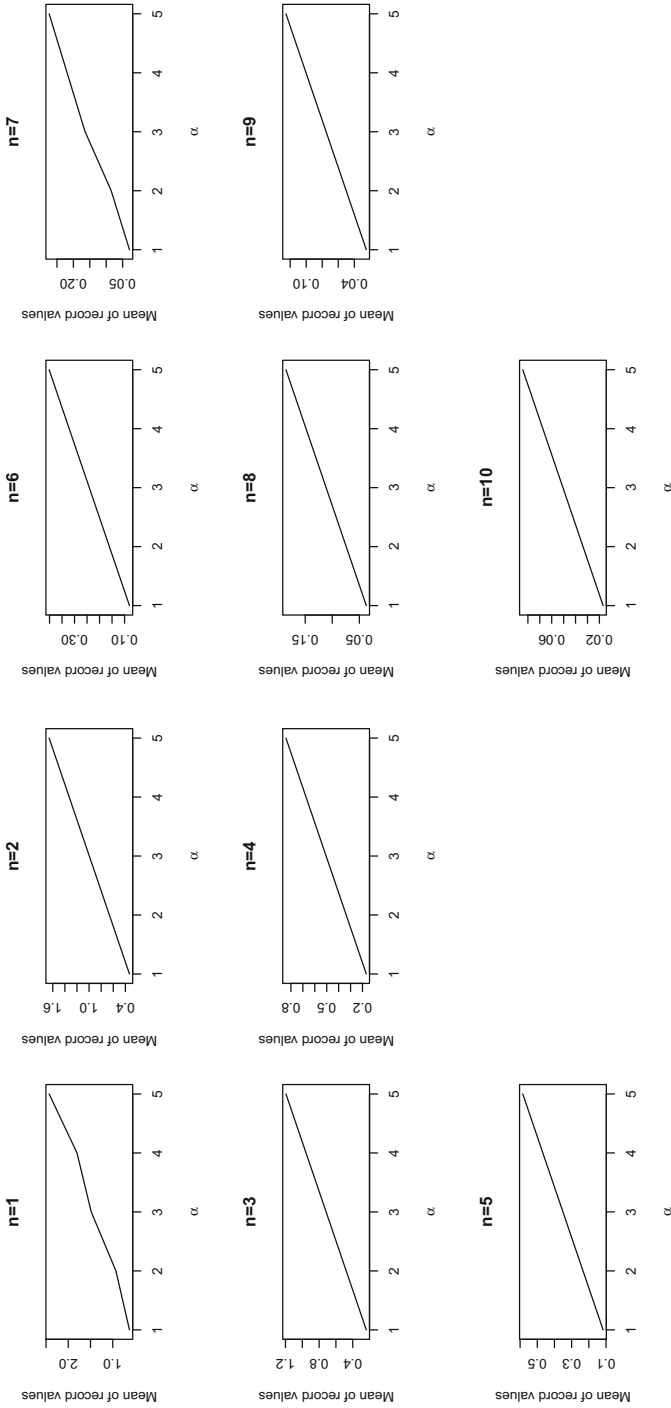 n=1
Mean of record values
1.0 2.0
1 2 3 4 5
α
n=2
Mean of record values
0.4 1.0 1.6
1 2 3 4 5
α
n=3
Mean of record values
0.4 0.8 1.2
1 2 3 4 5
α
n=4
Mean of record values
0.2 0.5 0.8
1 2 3 4 5
α
n=5
Mean of record values
0.1 0.3 0.5
1 2 3 4 5
α
n=6
Mean of record values
0.10 0.30
1 2 3 4 5
α
n=7
Mean of record values
0.05 0.20
1 2 3 4 5
α
n=8
Mean of record values
0.05 0.15
1 2 3 4 5
α
n=9
Mean of record values
0.04 0.10
1 2 3 4 5
α
n=10
Mean of record values
0.02 0.06
1 2 3 4 5
α